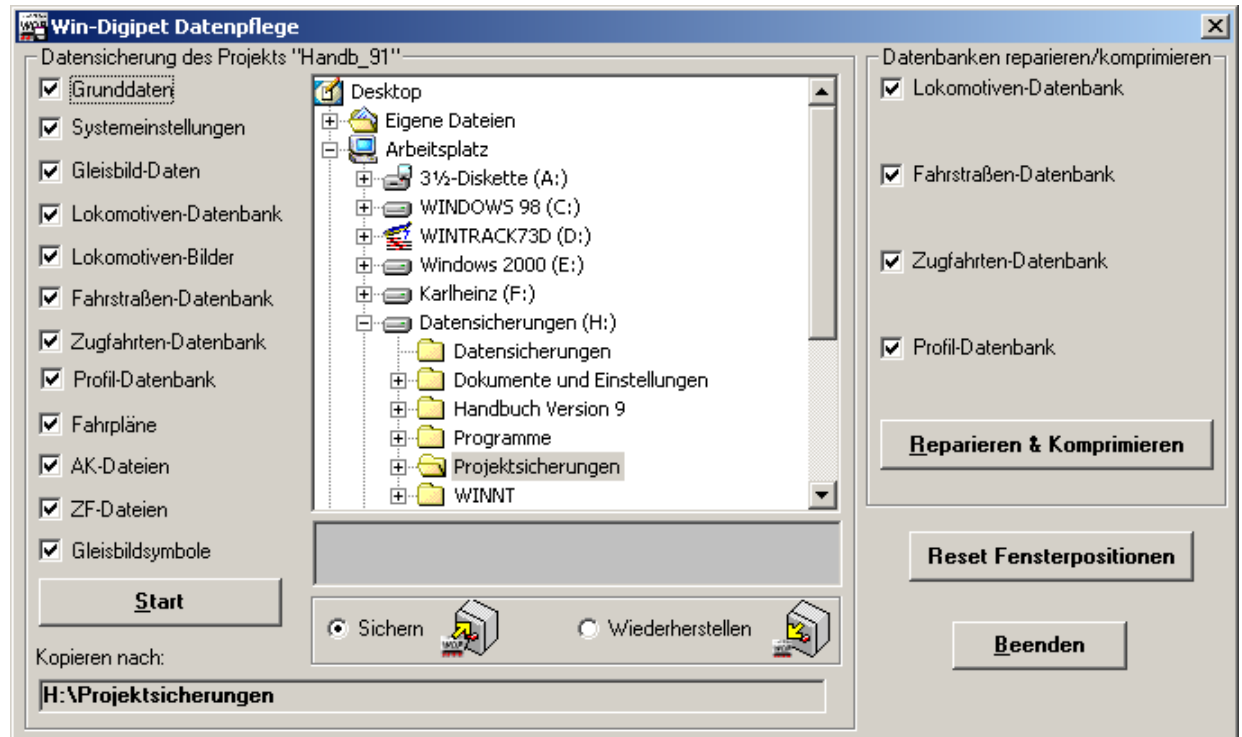 Win-Digipet Datenpflege
Datensicherung des Projekts "Handb_91"
Grunddaten
Systemeinstellungen
Gleisbild-Daten
Lokomotiven-Datenbank
Lokomotiven-Bilder
Fahrstraßen-Datenbank
Zugfahrten-Datenbank
Profil-Datenbank
Fahrpläne
AK-Dateien
ZF-Dateien
Gleisbildsymbole
Start
Desktop
Eigene Dateien
Arbeitsplatz
3½-Diskette (A:)
WINDOWS 98 (C:)
WINTRACK73D (D:)
Windows 2000 (E:)
Karlheinz (F:)
Datensicherungen (H:)
Datensicherungen
Dokumente und Einstellungen
Handbuch Version 9
Programme
Projektsicherungen
WINNT
Sichern
Wiederherstellen
Kopieren nach:
H:\Projektsicherungen
Datenbanken reparieren/komprimieren
Lokomotiven-Datenbank
Fahrstraßen-Datenbank
Zugfahrten-Datenbank
Profil-Datenbank
Reparieren & Komprimieren
Reset Fensterpositionen
Beenden